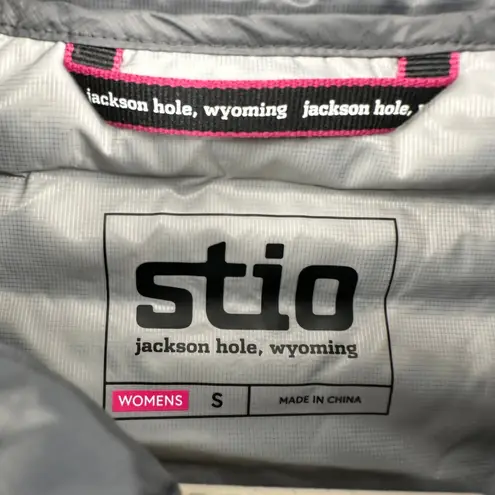 jackson hole, wyoming jackson hole,
stio
jackson hole, wyoming
WOMENS S MADE IN CHINA